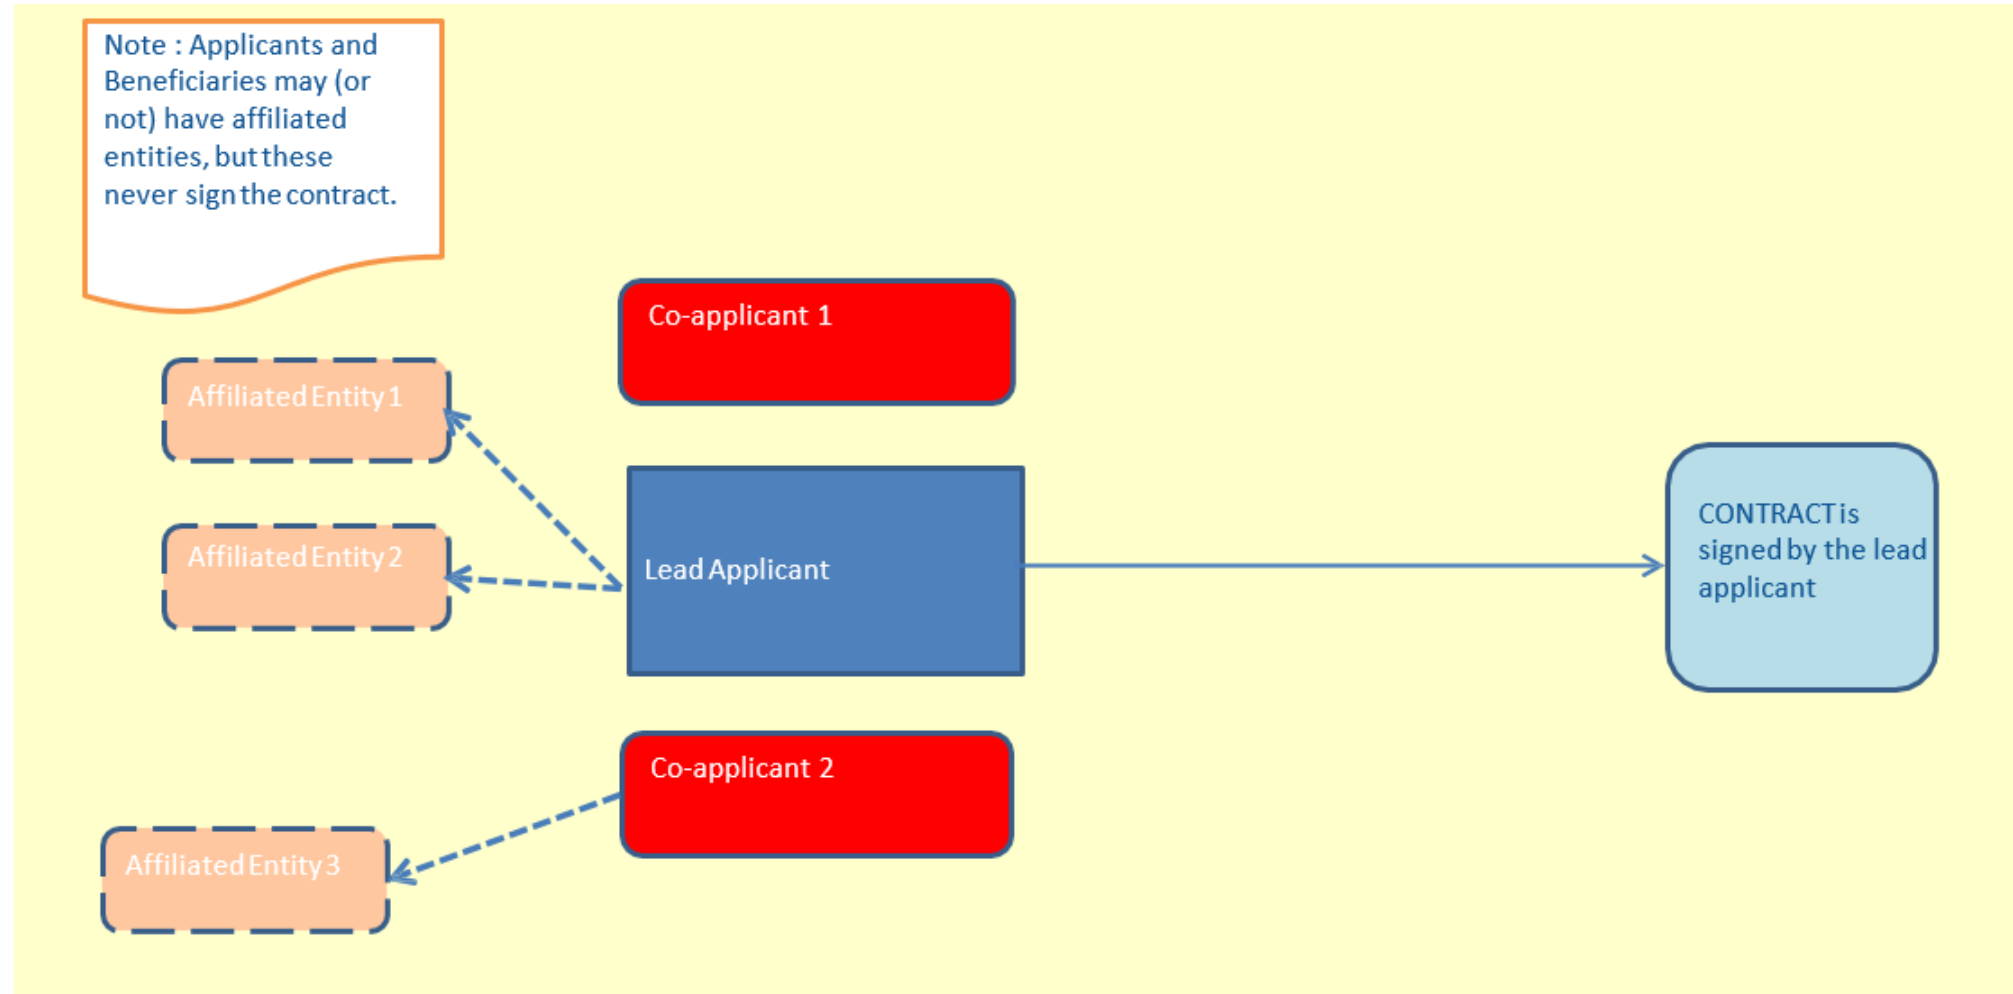 Note : Applicants and
Beneficiaries may (or
not) have affiliated
entities, but these
never sign the contract.
Co-applicant 1
Affiliated Entity 1
Affiliated Entity 2
Lead Applicant
CONTRACT is
signed by the lead
applicant
Co-applicant 2
Affiliated Entity 3